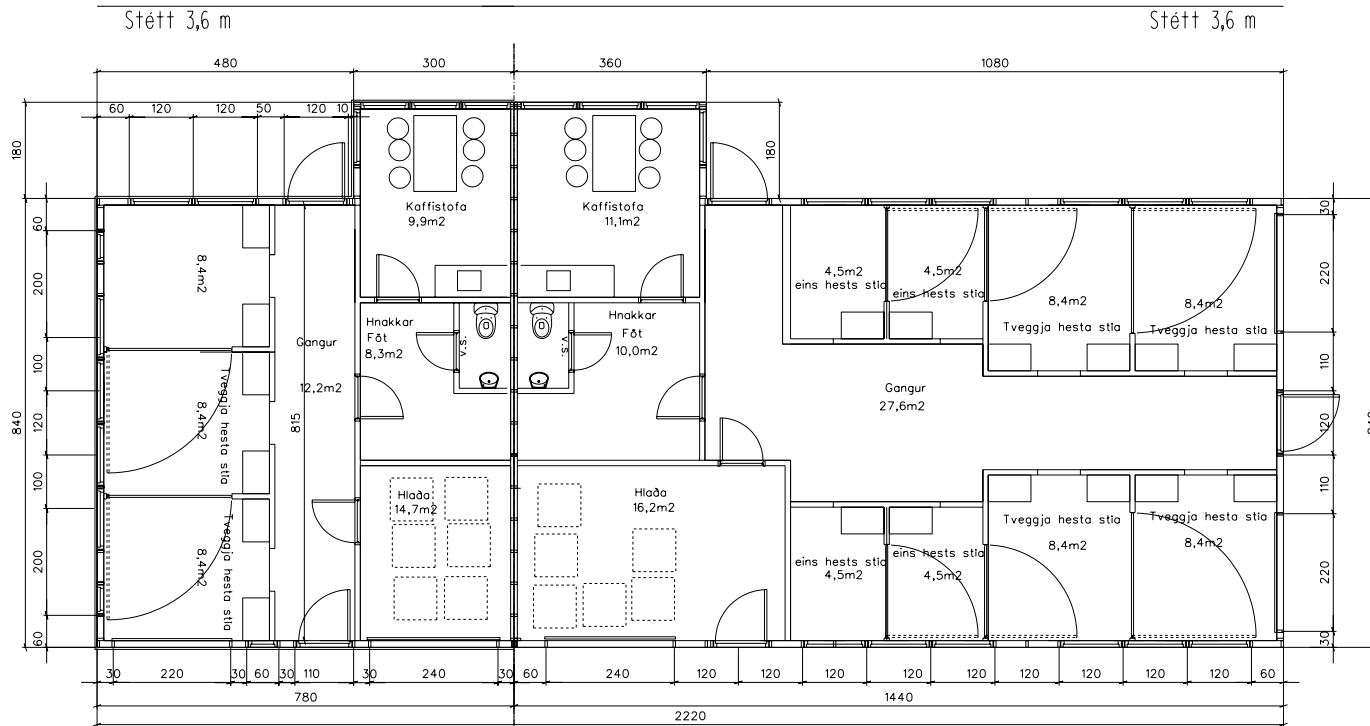 Stétt 3,6 m
Stétt 3,6 m
480
300
360
1080
60
120
120
50
120
10
180
180
Kaffistofa
9,9m2
Kaffistofa
11,1m2
60
200
100
120
100
200
60
840
8,4m2
8,4m2
Tveggja hesta stía
8,4m2
Tveggja hesta stía
Gangur
12,2m2
815
Hnakkar
Föt
8,3m2
v.s.
v.s.
Hnakkar
Föt
10,0m2
Hlaða
14,7m2
Hlaða
16,2m2
Gangur
27,6m2
4,5m2
eins hests stía
4,5m2
eins hests stía
8,4m2
Tveggja hesta stía
8,4m2
Tveggja hesta stía
eins hests stía
4,5m2
eins hests stía
4,5m2
Tveggja hesta stía
8,4m2
Tveggja hesta stía
8,4m2
30
220
110
120
110
220
30
840
30
220
30
60
30
110
30
240
30
60
240
120
120
120
120
120
120
120
120
60
780
1440
2220